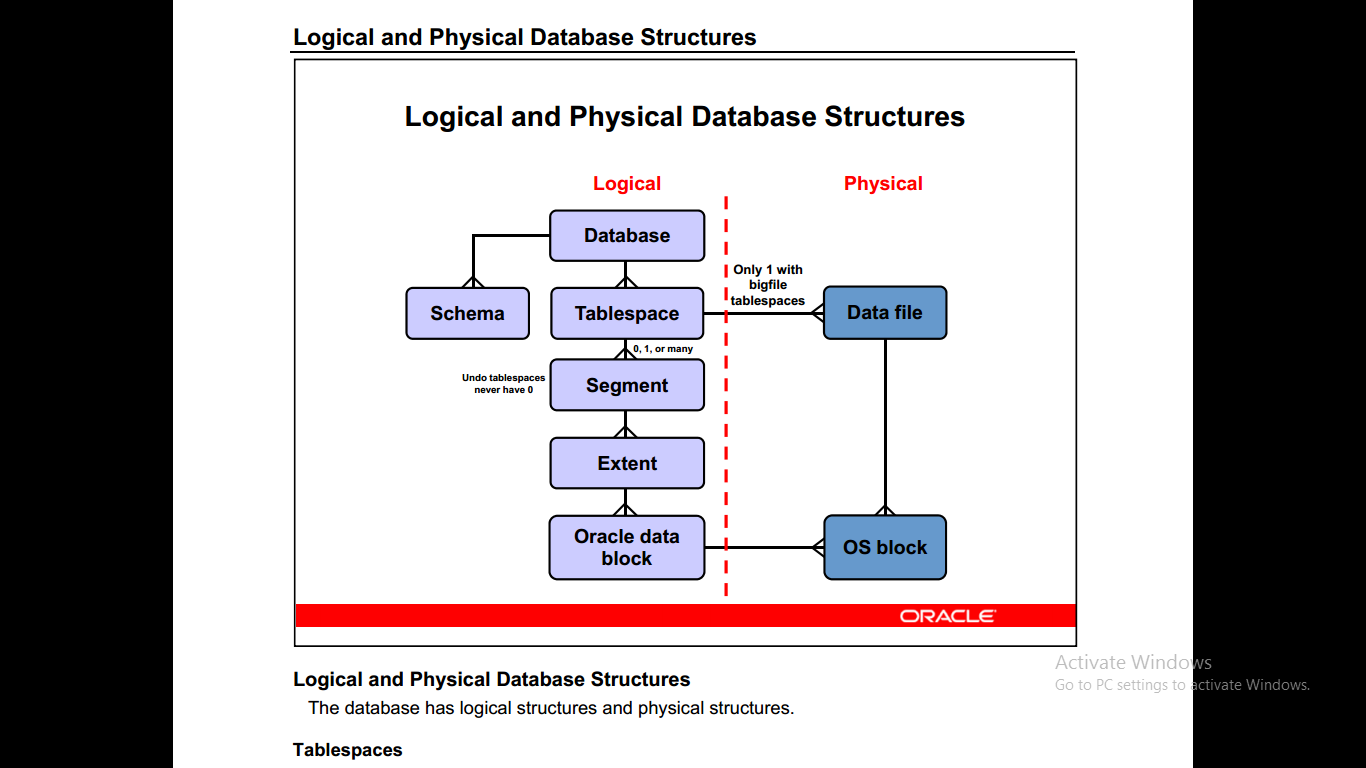 Logical and Physical Database Structures
Logical and Physical Database Structures
Logical
Physical
Database
Only 1 with
bigfile
tablespaces
Schema
Tablespace
Data file
0, 1, or many
Undo tablespaces
never have 0
Segment
Extent
Oracle data
block
OS block
ORACLE
Activate Windows
Go to PC settings to activate Windows.
Logical and Physical Database Structures
The database has logical structures and physical structures.
Tablespaces